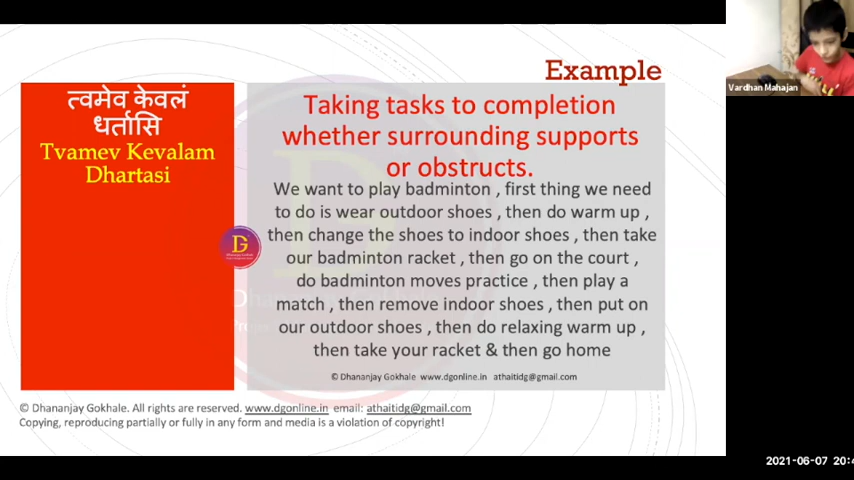 Example
त्वमेव केवलं
धर्तासि
Tvamev Kevalam
Dhartasi
Taking tasks to completion
whether surrounding supports
or obstructs.
We want to play badminton , first thing we need
to do is wear outdoor shoes , then do warm up ,
then change the shoes to indoor shoes , then take
our badminton racket , then go on the court ,
do badminton moves practice , then play a
match , then remove indoor shoes , then put on
our outdoor shoes , then do relaxing warm up ,
then take your racket & then go home
© Dhananjay Gokhale www.dgonline.in athaitidg@gmail.com
© Dhananjay Gokhale. All rights are reserved. www.dgonline.in email: athaitidg@gmail.com
Copying, reproducing partially or fully in any form and media is a violation of copyright!
Vardhan Mahajan
2021-06-07 20:4